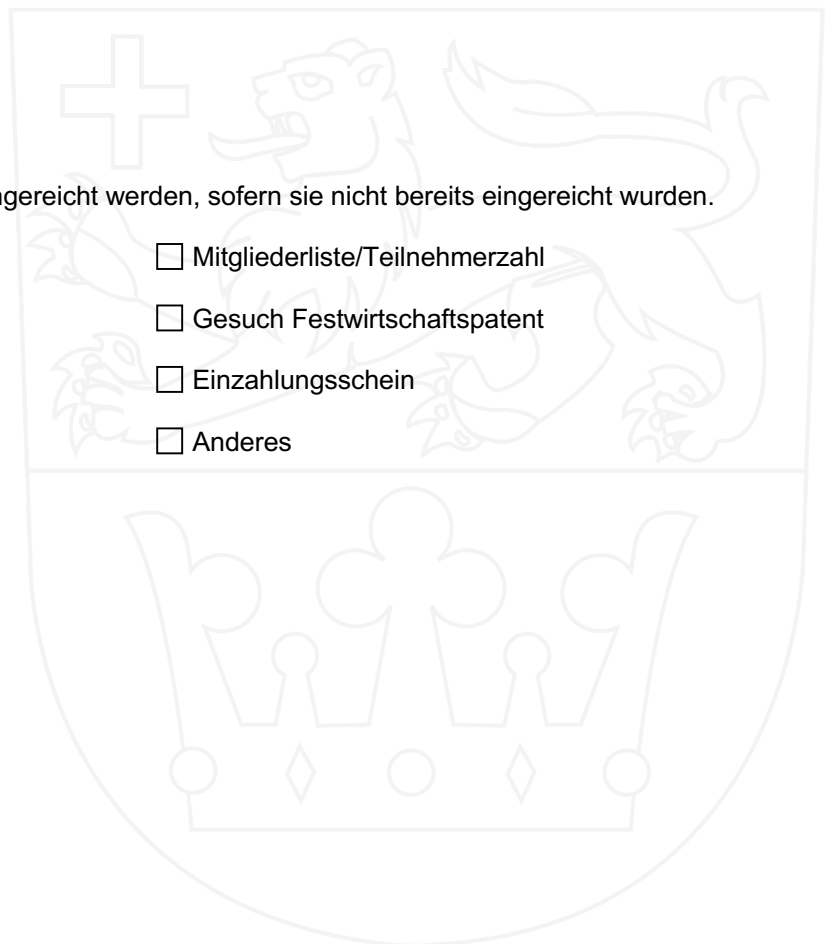 ngereicht werden, sofern sie nicht bereits eingereicht wurden.
☐ Mitgliederliste/Teilnehmerzahl
☐ Gesuch Festwirtschaftspatent
☐ Einzahlungsschein
☐ Anderes